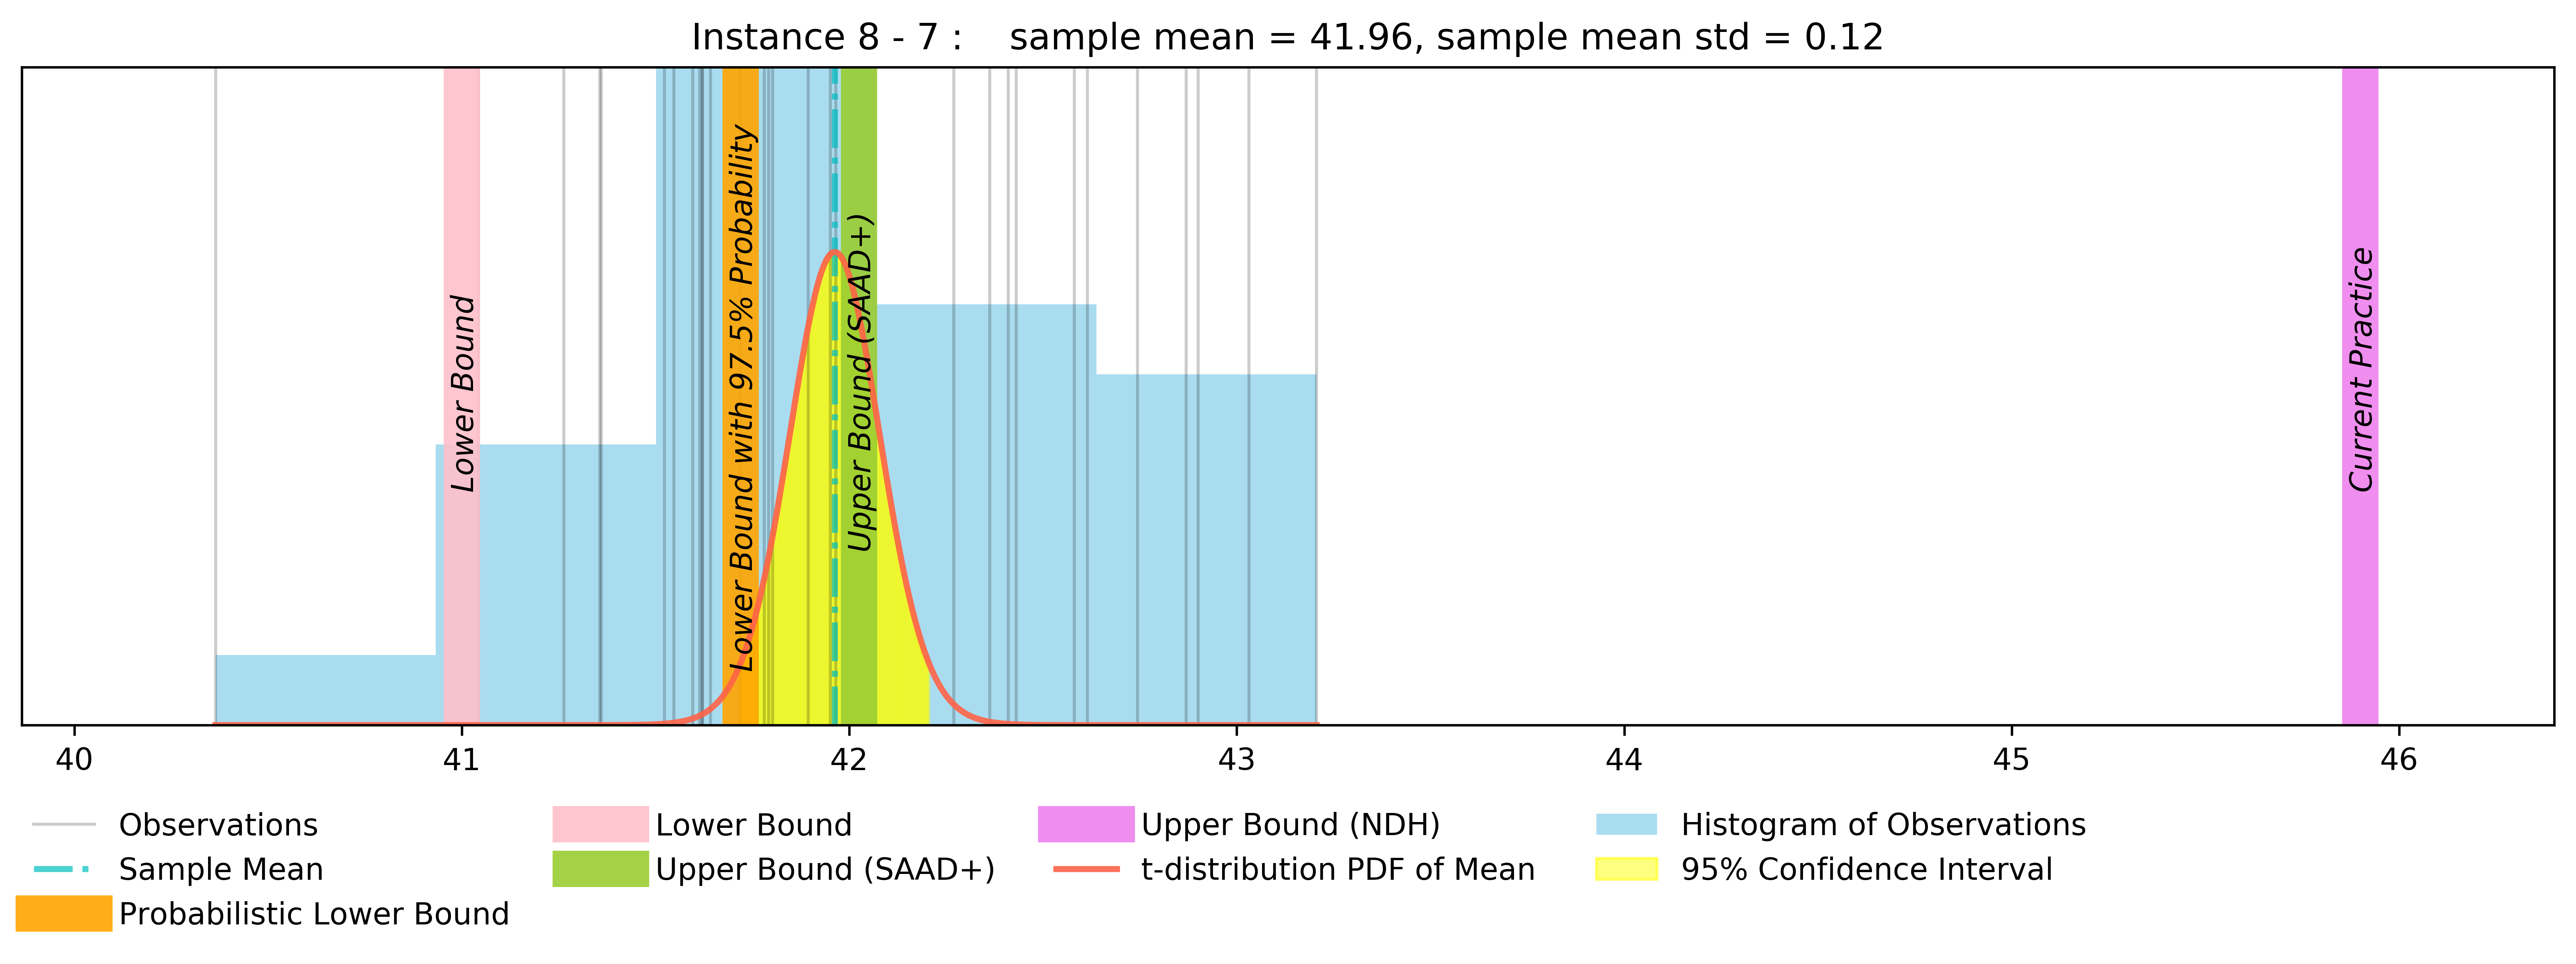 Instance 8 - 7 :    sample mean = 41.96, sample mean std = 0.12
Lower Bound
Lower Bound with 97.5% Probability
Upper Bound (SAAD+)
Current Practice
40 41 42 43 44 45 46
Observations Lower Bound Upper Bound (NDH) Histogram of Observations
Sample Mean Upper Bound (SAAD+) t-distribution PDF of Mean 95% Confidence Interval
Probabilistic Lower Bound